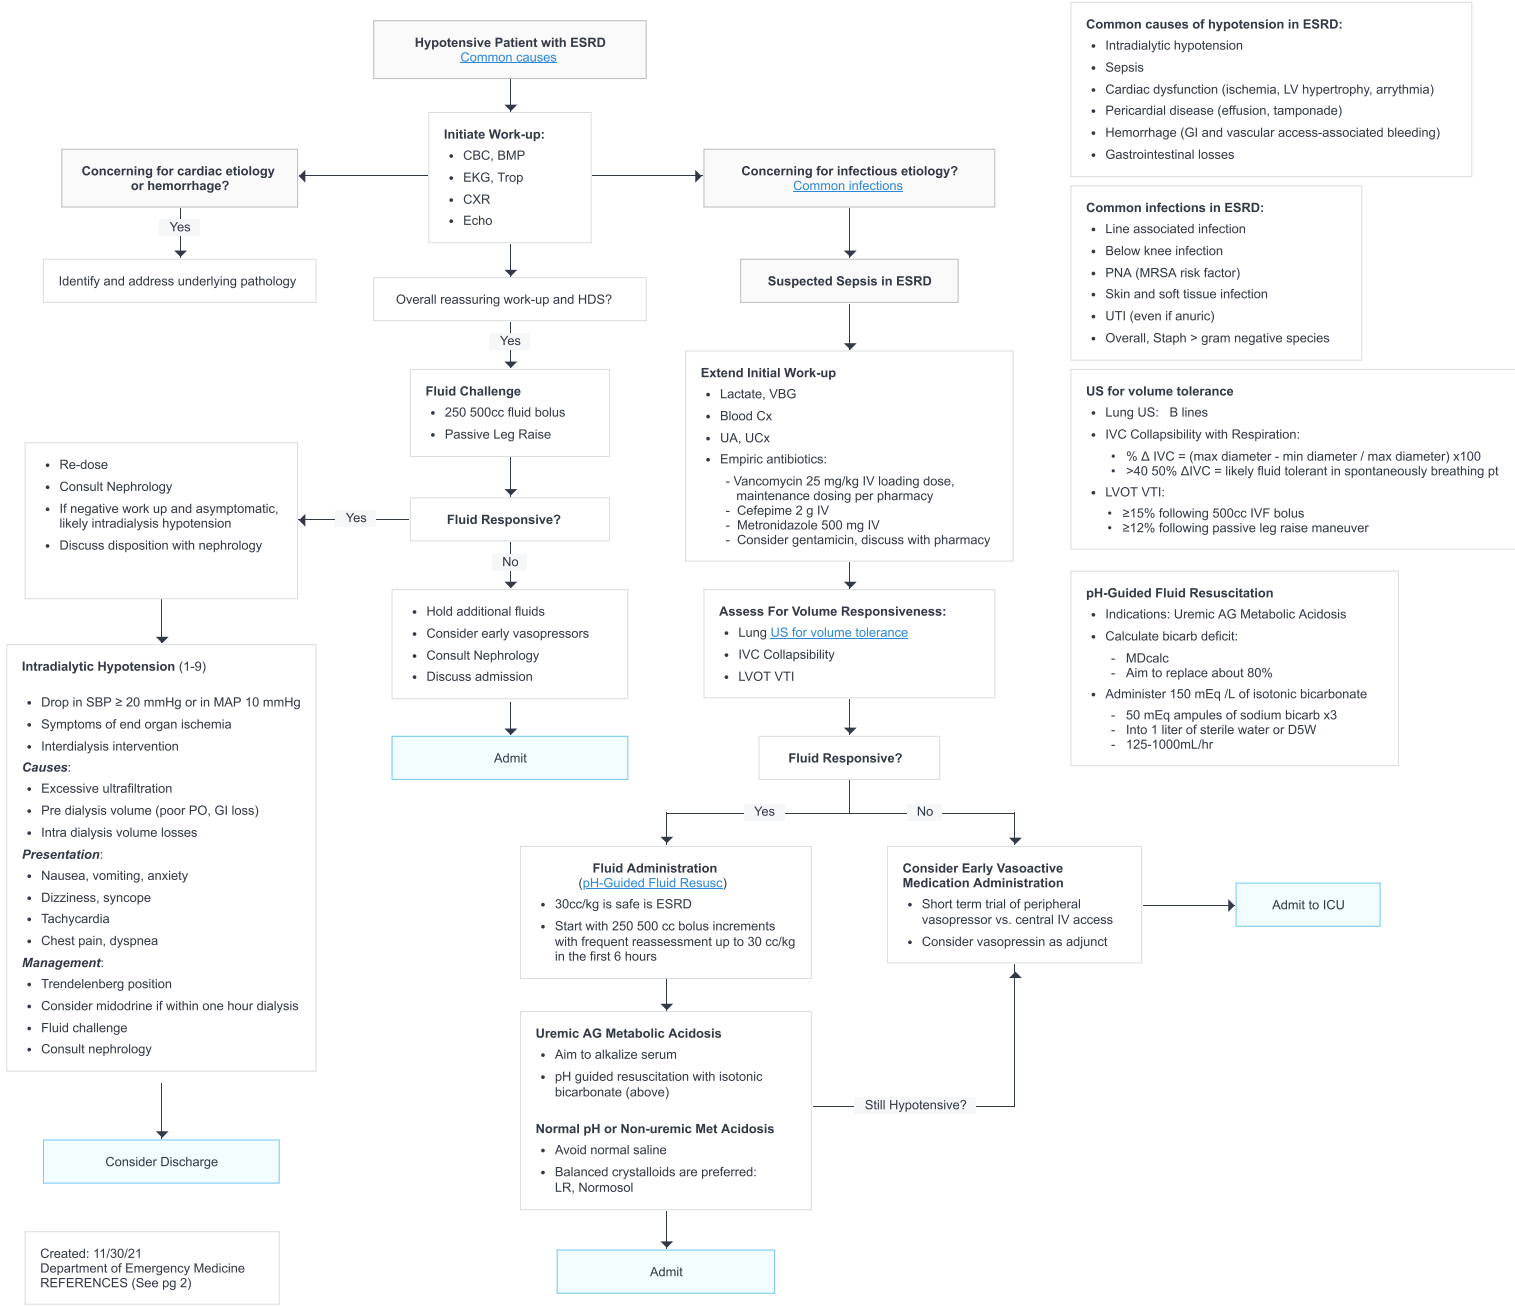 Hypotensive Patient with ESRD
Common causes
Initiate Work-up:
• CBC, BMP
• EKG, Trop
• CXR
• Echo
Concerning for cardiac etiology
or hemorrhage?
Yes
Identify and address underlying pathology
Concerning for infectious etiology?
Common infections
Suspected Sepsis in ESRD
Overall reassuring work-up and HDS?
Yes
Fluid Challenge
• 250 500cc fluid bolus
• Passive Leg Raise
Fluid Responsive?
Yes
No
• Re-dose
• Consult Nephrology
• If negative work up and asymptomatic,
likely intradialysis hypotension
• Discuss disposition with nephrology
• Hold additional fluids
• Consider early vasopressors
• Consult Nephrology
• Discuss admission
Admit
Intradialytic Hypotension (1-9)
• Drop in SBP ≥ 20 mmHg or in MAP 10 mmHg
• Symptoms of end organ ischemia
• Interdialysis intervention
Causes:
• Excessive ultrafiltration
• Pre dialysis volume (poor PO, GI loss)
• Intra dialysis volume losses
Presentation:
• Nausea, vomiting, anxiety
• Dizziness, syncope
• Tachycardia
• Chest pain, dyspnea
Management:
• Trendelenberg position
• Consider midodrine if within one hour dialysis
• Fluid challenge
• Consult nephrology
Consider Discharge
Created: 11/30/21
Department of Emergency Medicine
REFERENCES (See pg 2)
Extend Initial Work-up
• Lactate, VBG
• Blood Cx
• UA, UCx
• Empiric antibiotics:
- Vancomycin 25 mg/kg IV loading dose,
maintenance dosing per pharmacy
- Cefepime 2 g IV
- Metronidazole 500 mg IV
- Consider gentamicin, discuss with pharmacy
Assess For Volume Responsiveness:
• Lung US for volume tolerance
• IVC Collapsibility
• LVOT VTI
Fluid Responsive?
Yes
No
Fluid Administration
(pH-Guided Fluid Resusc)
• 30cc/kg is safe is ESRD
• Start with 250 500 cc bolus increments
with frequent reassessment up to 30 cc/kg
in the first 6 hours
Consider Early Vasoactive
Medication Administration
• Short term trial of peripheral
vasopressor vs. central IV access
• Consider vasopressin as adjunct
Admit to ICU
Uremic AG Metabolic Acidosis
• Aim to alkalize serum
• pH guided resuscitation with isotonic
bicarbonate (above)
Normal pH or Non-uremic Met Acidosis
• Avoid normal saline
• Balanced crystalloids are preferred:
LR, Normosol
Still Hypotensive?
Admit
Common causes of hypotension in ESRD:
• Intradialytic hypotension
• Sepsis
• Cardiac dysfunction (ischemia, LV hypertrophy, arrythmia)
• Pericardial disease (effusion, tamponade)
• Hemorrhage (GI and vascular access-associated bleeding)
• Gastrointestinal losses
Common infections in ESRD:
• Line associated infection
• Below knee infection
• PNA (MRSA risk factor)
• Skin and soft tissue infection
• UTI (even if anuric)
• Overall, Staph > gram negative species
US for volume tolerance
• Lung US: B lines
• IVC Collapsibility with Respiration:
• % Δ IVC = (max diameter - min diameter / max diameter) x100
• >40 50% ΔIVC = likely fluid tolerant in spontaneously breathing pt
• LVOT VTI:
• ≥15% following 500cc IVF bolus
• ≥12% following passive leg raise maneuver
pH-Guided Fluid Resuscitation
• Indications: Uremic AG Metabolic Acidosis
• Calculate bicarb deficit:
- MDcalc
- Aim to replace about 80%
• Administer 150 mEq /L of isotonic bicarbonate
- 50 mEq ampules of sodium bicarb x3
- Into 1 liter of sterile water or D5W
- 125-1000mL/hr